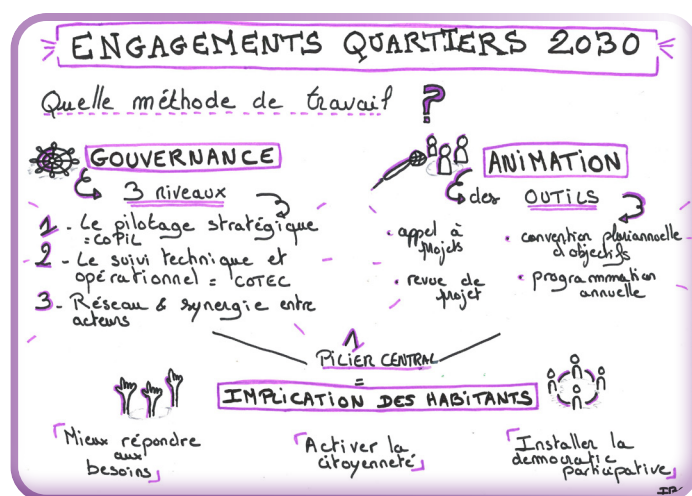 ENGAGEMENTS QUARTIERS 2030
Quelle méthode de travail ?
GOUVERNANCE
3 niveaux
1 - Le pilotage stratégique
= COPIL
2 - Le suivi technique et
opérationnel = COTEC
3 - Réseau & synergie entre
acteurs
ANIMATION
des OUTILS
• appel à
projets
• revue de
projet
• convention pluriannuelle
d'objectifs
• programmation
annuelle
1
PILIER CENTRAL
=
IMPLICATION DES HABITANTS
Mieux répondre
aux
besoins
Activer la
citoyenneté
Installer la
démocratie
participative